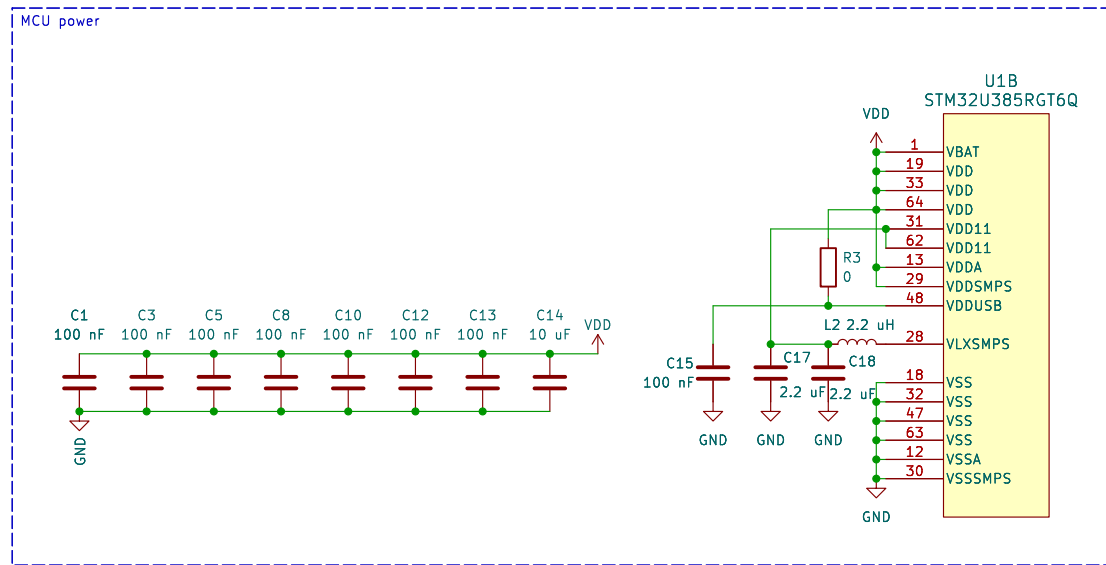 MCU power
U1B
STM32U385RGT6Q
VDD
1 VBAT
19 VDD
33 VDD
64 VDD
31 VDD11
62 VDD11
13 VDDA
29 VDDSMPS
48 VDDUSB
28 VLXSMPS
18 VSS
32 VSS
47 VSS
63 VSS
12 VSSA
30 VSSSMPS
GND
R3
0
L2 2.2 uH
C15
100 nF
GND
C17
2.2 uF
GND
C18
2.2 uF
GND
C1
100 nF
C3
100 nF
C5
100 nF
C8
100 nF
C10
100 nF
C12
100 nF
C13
100 nF
C14
10 uF
VDD
GND